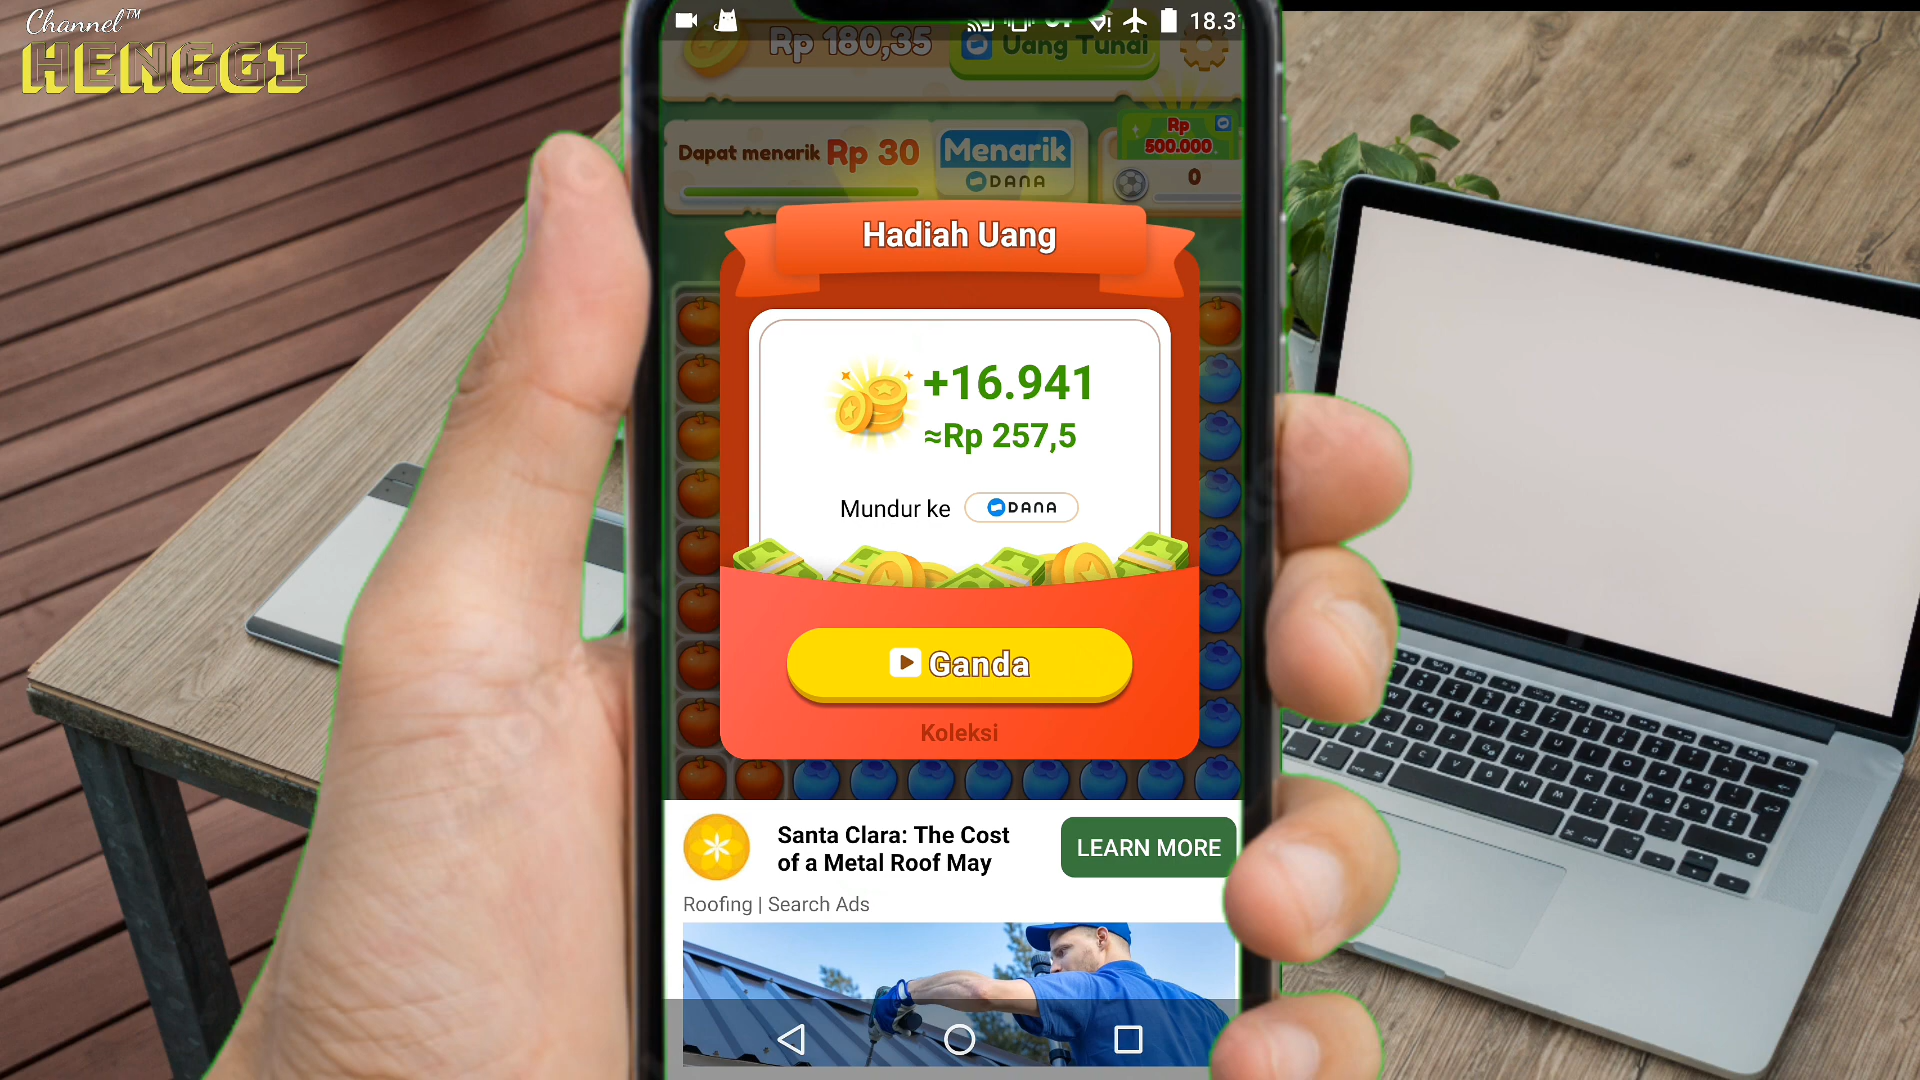 Channel™
HENGGI
18.31
Rp 180,35
Uang Tunai
Dapat menarik Rp 30
Menarik
DANA
Rp
500.000
0
Hadiah Uang
+16.941
≈Rp 257,5
Mundur ke DANA
Ganda
Koleksi
Santa Clara: The Cost
of a Metal Roof May
LEARN MORE
Roofing | Search Ads